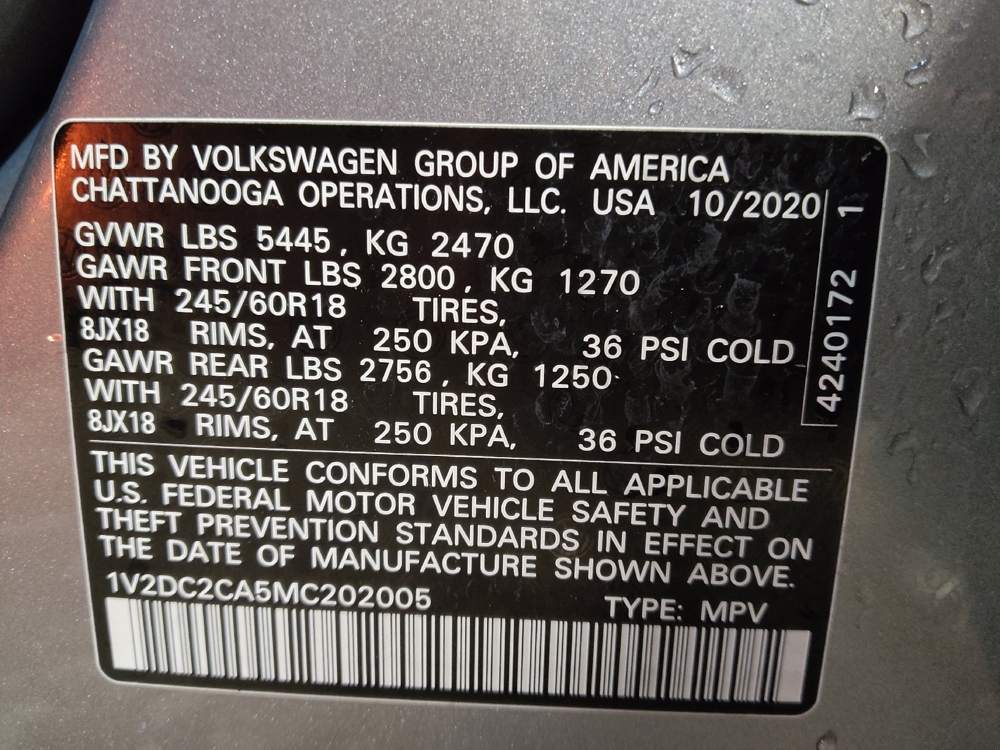 MFD BY VOLKSWAGEN GROUP OF AMERICA
CHATTANOOGA OPERATIONS, LLC. USA 10/2020
GVWR LBS 5445, KG 2470
GAWR FRONT LBS 2800, KG 1270
WITH 245/60R18 TIRES,
8JX18 RIMS, AT 250 KPA, 36 PSI COLD
GAWR REAR LBS 2756, KG 1250
WITH 245/60R18 TIRES,
8JX18 RIMS, AT 250 KPA, 36 PSI COLD
THIS VEHICLE CONFORMS TO ALL APPLICABLE
U.S. FEDERAL MOTOR VEHICLE SAFETY AND
THEFT PREVENTION STANDARDS IN EFFECT ON
THE DATE OF MANUFACTURE SHOWN ABOVE.
1V2DC2CA5MC202005 TYPE: MPV
4240172 1